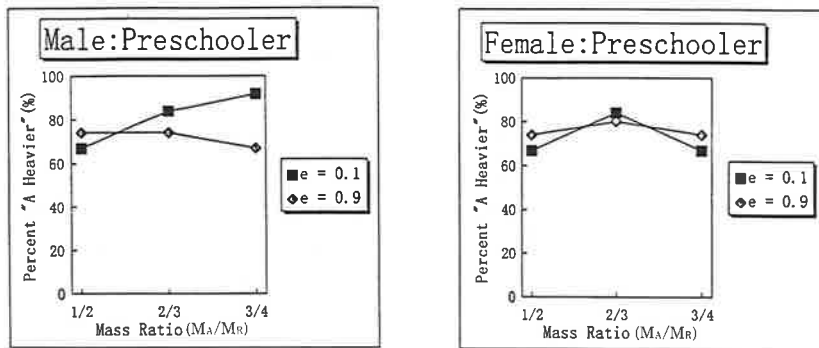 Male:Preschooler
Percent "A Heavier"(%)
100
80
60
40
20
0
1/2
2/3
3/4
Mass Ratio(MA/MR)
e = 0.1
e = 0.9
Female:Preschooler
Percent "A Heavier"(%)
100
80
60
40
20
0
1/2
2/3
3/4
Mass Ratio(MA/MR)
e = 0.1
e = 0.9